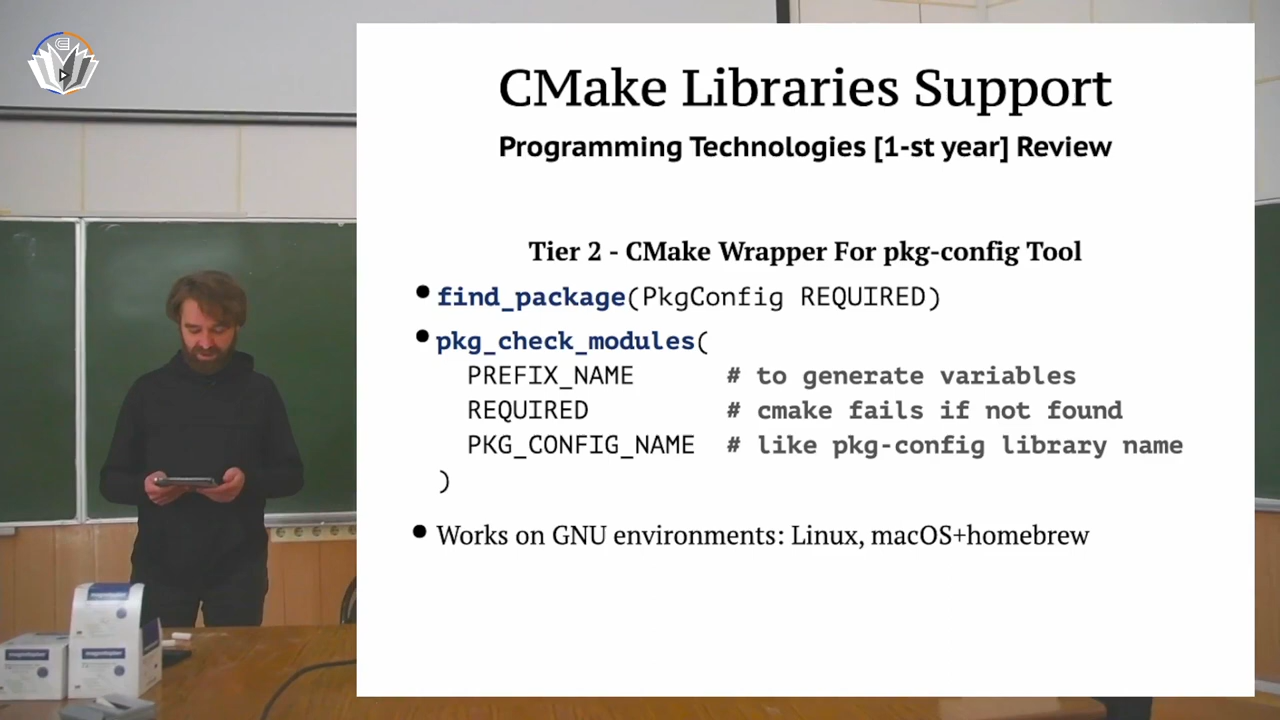 CMake Libraries Support
Programming Technologies [1-st year] Review
Tier 2 - CMake Wrapper For pkg-config Tool
• find_package(PkgConfig REQUIRED)
• pkg_check_modules(
PREFIX_NAME # to generate variables
REQUIRED # cmake fails if not found
PKG_CONFIG_NAME # like pkg-config library name
)
• Works on GNU environments: Linux, macOS+homebrew